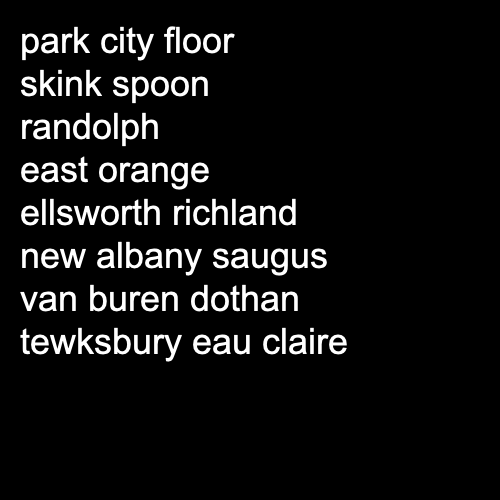 park city floor
skink spoon
randolph
east orange
ellsworth richland
new albany saugus
van buren dothan
tewksbury eau claire